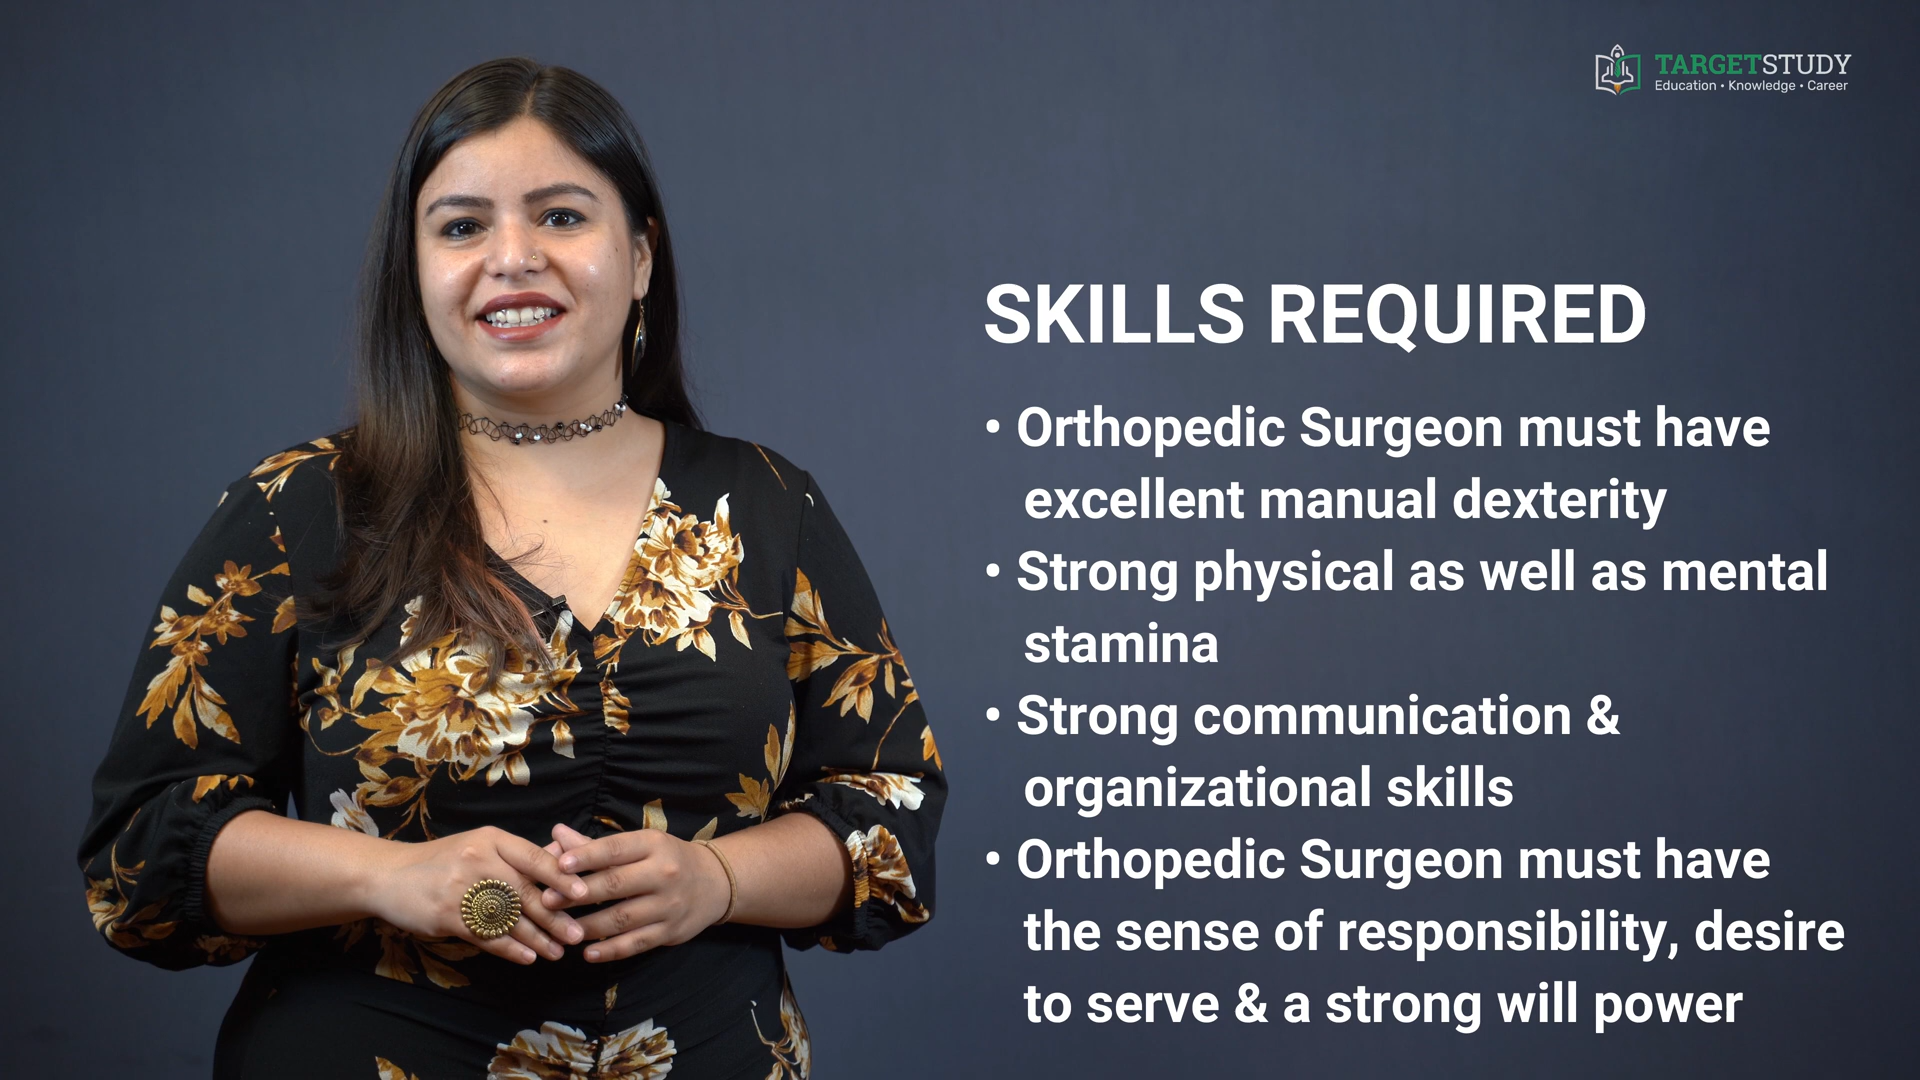 TARGETSTUDY
Education • Knowledge • Career
SKILLS REQUIRED
• Orthopedic Surgeon must have
excellent manual dexterity
• Strong physical as well as mental
stamina
• Strong communication &
organizational skills
• Orthopedic Surgeon must have
the sense of responsibility, desire
to serve & a strong will power